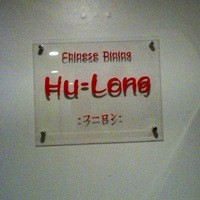 Chinese Dining
Hu=Long
:フーロン: